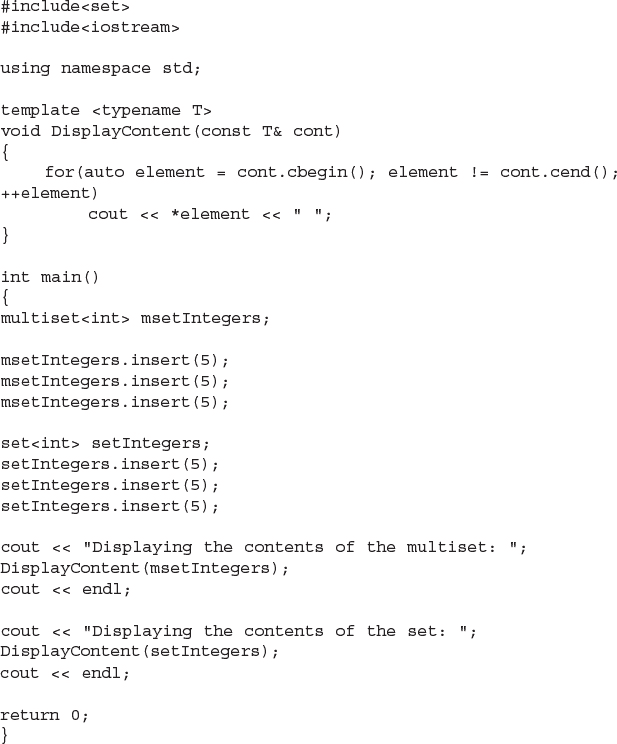 #include<set>
#include<iostream>

using namespace std;

template <typename T>
void DisplayContent(const T& cont)
{
    for(auto element = cont.cbegin(); element != cont.cend();
++element)
        cout << *element << " ";
}

int main()
{
multiset<int> msetIntegers;

msetIntegers.insert(5);
msetIntegers.insert(5);
msetIntegers.insert(5);

set<int> setIntegers;
setIntegers.insert(5);
setIntegers.insert(5);
setIntegers.insert(5);

cout << "Displaying the contents of the multiset: ";
DisplayContent(msetIntegers);
cout << endl;

cout << "Displaying the contents of the set: ";
DisplayContent(setIntegers);
cout << endl;

return 0;
}